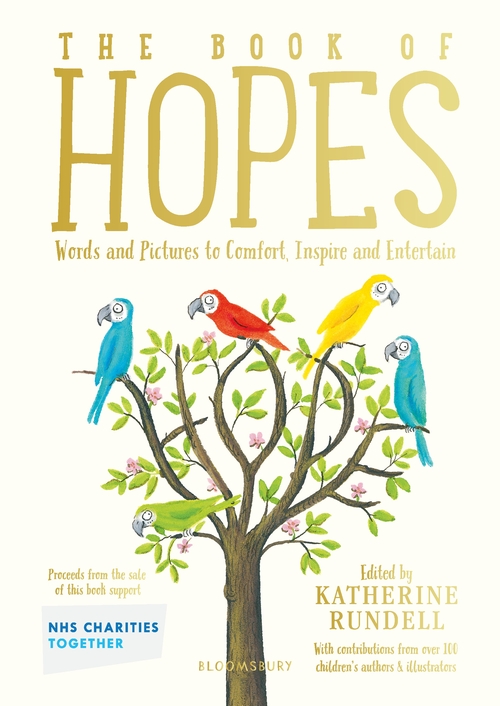 THE BOOK OF
HOPES
Words and Pictures to Comfort, Inspire and Entertain
Proceeds from the sale
of this book support
NHS CHARITIES
TOGETHER
Edited by
KATHERINE
RUNDELL
With contributions from over 100
children's authors & illustrators
BLOOMSBURY